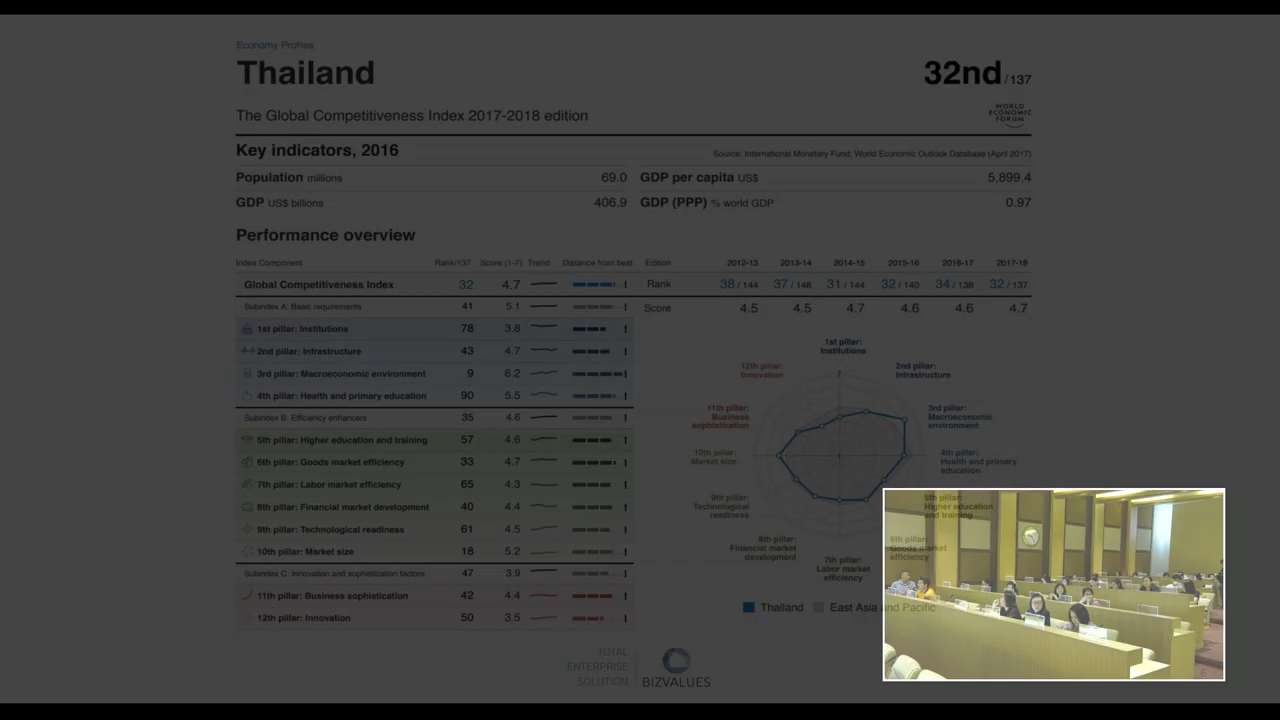 Economy Profiles
Thailand
32nd / 137
The Global Competitiveness Index 2017-2018 edition
WORLD
ECONOMIC
FORUM
Key indicators, 2016
Source: International Monetary Fund; World Economic Outlook Database (April 2017)
Population millions 69.0 GDP per capita US$ 5,899.4
GDP US$ billions 406.9 GDP (PPP) % world GDP 0.97
Performance overview
Index Component Rank/137 Score (1-7) Trend Distance from best Edition 2012-13 2013-14 2014-15 2015-16 2016-17 2017-18
Global Competitiveness Index 32 4.7 Rank 38 / 144 37 / 148 31 / 144 32 / 140 34 / 138 32 / 137
Subindex A: Basic requirements 41 5.1 Score 4.5 4.5 4.7 4.6 4.6 4.7
1st pillar: Institutions 78 3.8
2nd pillar: Infrastructure 43 4.7
3rd pillar: Macroeconomic environment 9 6.2
4th pillar: Health and primary education 90 5.5
Subindex B: Efficiency enhancers 35 4.6
5th pillar: Higher education and training 57 4.6
6th pillar: Goods market efficiency 33 4.7
7th pillar: Labor market efficiency 65 4.3
8th pillar: Financial market development 40 4.4
9th pillar: Technological readiness 61 4.5
10th pillar: Market size 18 5.2
Subindex C: Innovation and sophistication factors 47 3.9
11th pillar: Business sophistication 42 4.4
12th pillar: Innovation 50 3.5
1st pillar:
Institutions
7
2nd pillar:
Infrastructure
3rd pillar:
Macroeconomic
environment
4th pillar:
Health and primary
education
5th pillar:
Higher education
and training
6th pillar:
Goods market
efficiency
7th pillar:
Labor market
efficiency
8th pillar:
Financial market
development
9th pillar:
Technological
readiness
10th pillar:
Market size
11th pillar:
Business
sophistication
12th pillar:
Innovation
Thailand East Asia and Pacific
TOTAL
ENTERPRISE
SOLUTION
BIZVALUES
6